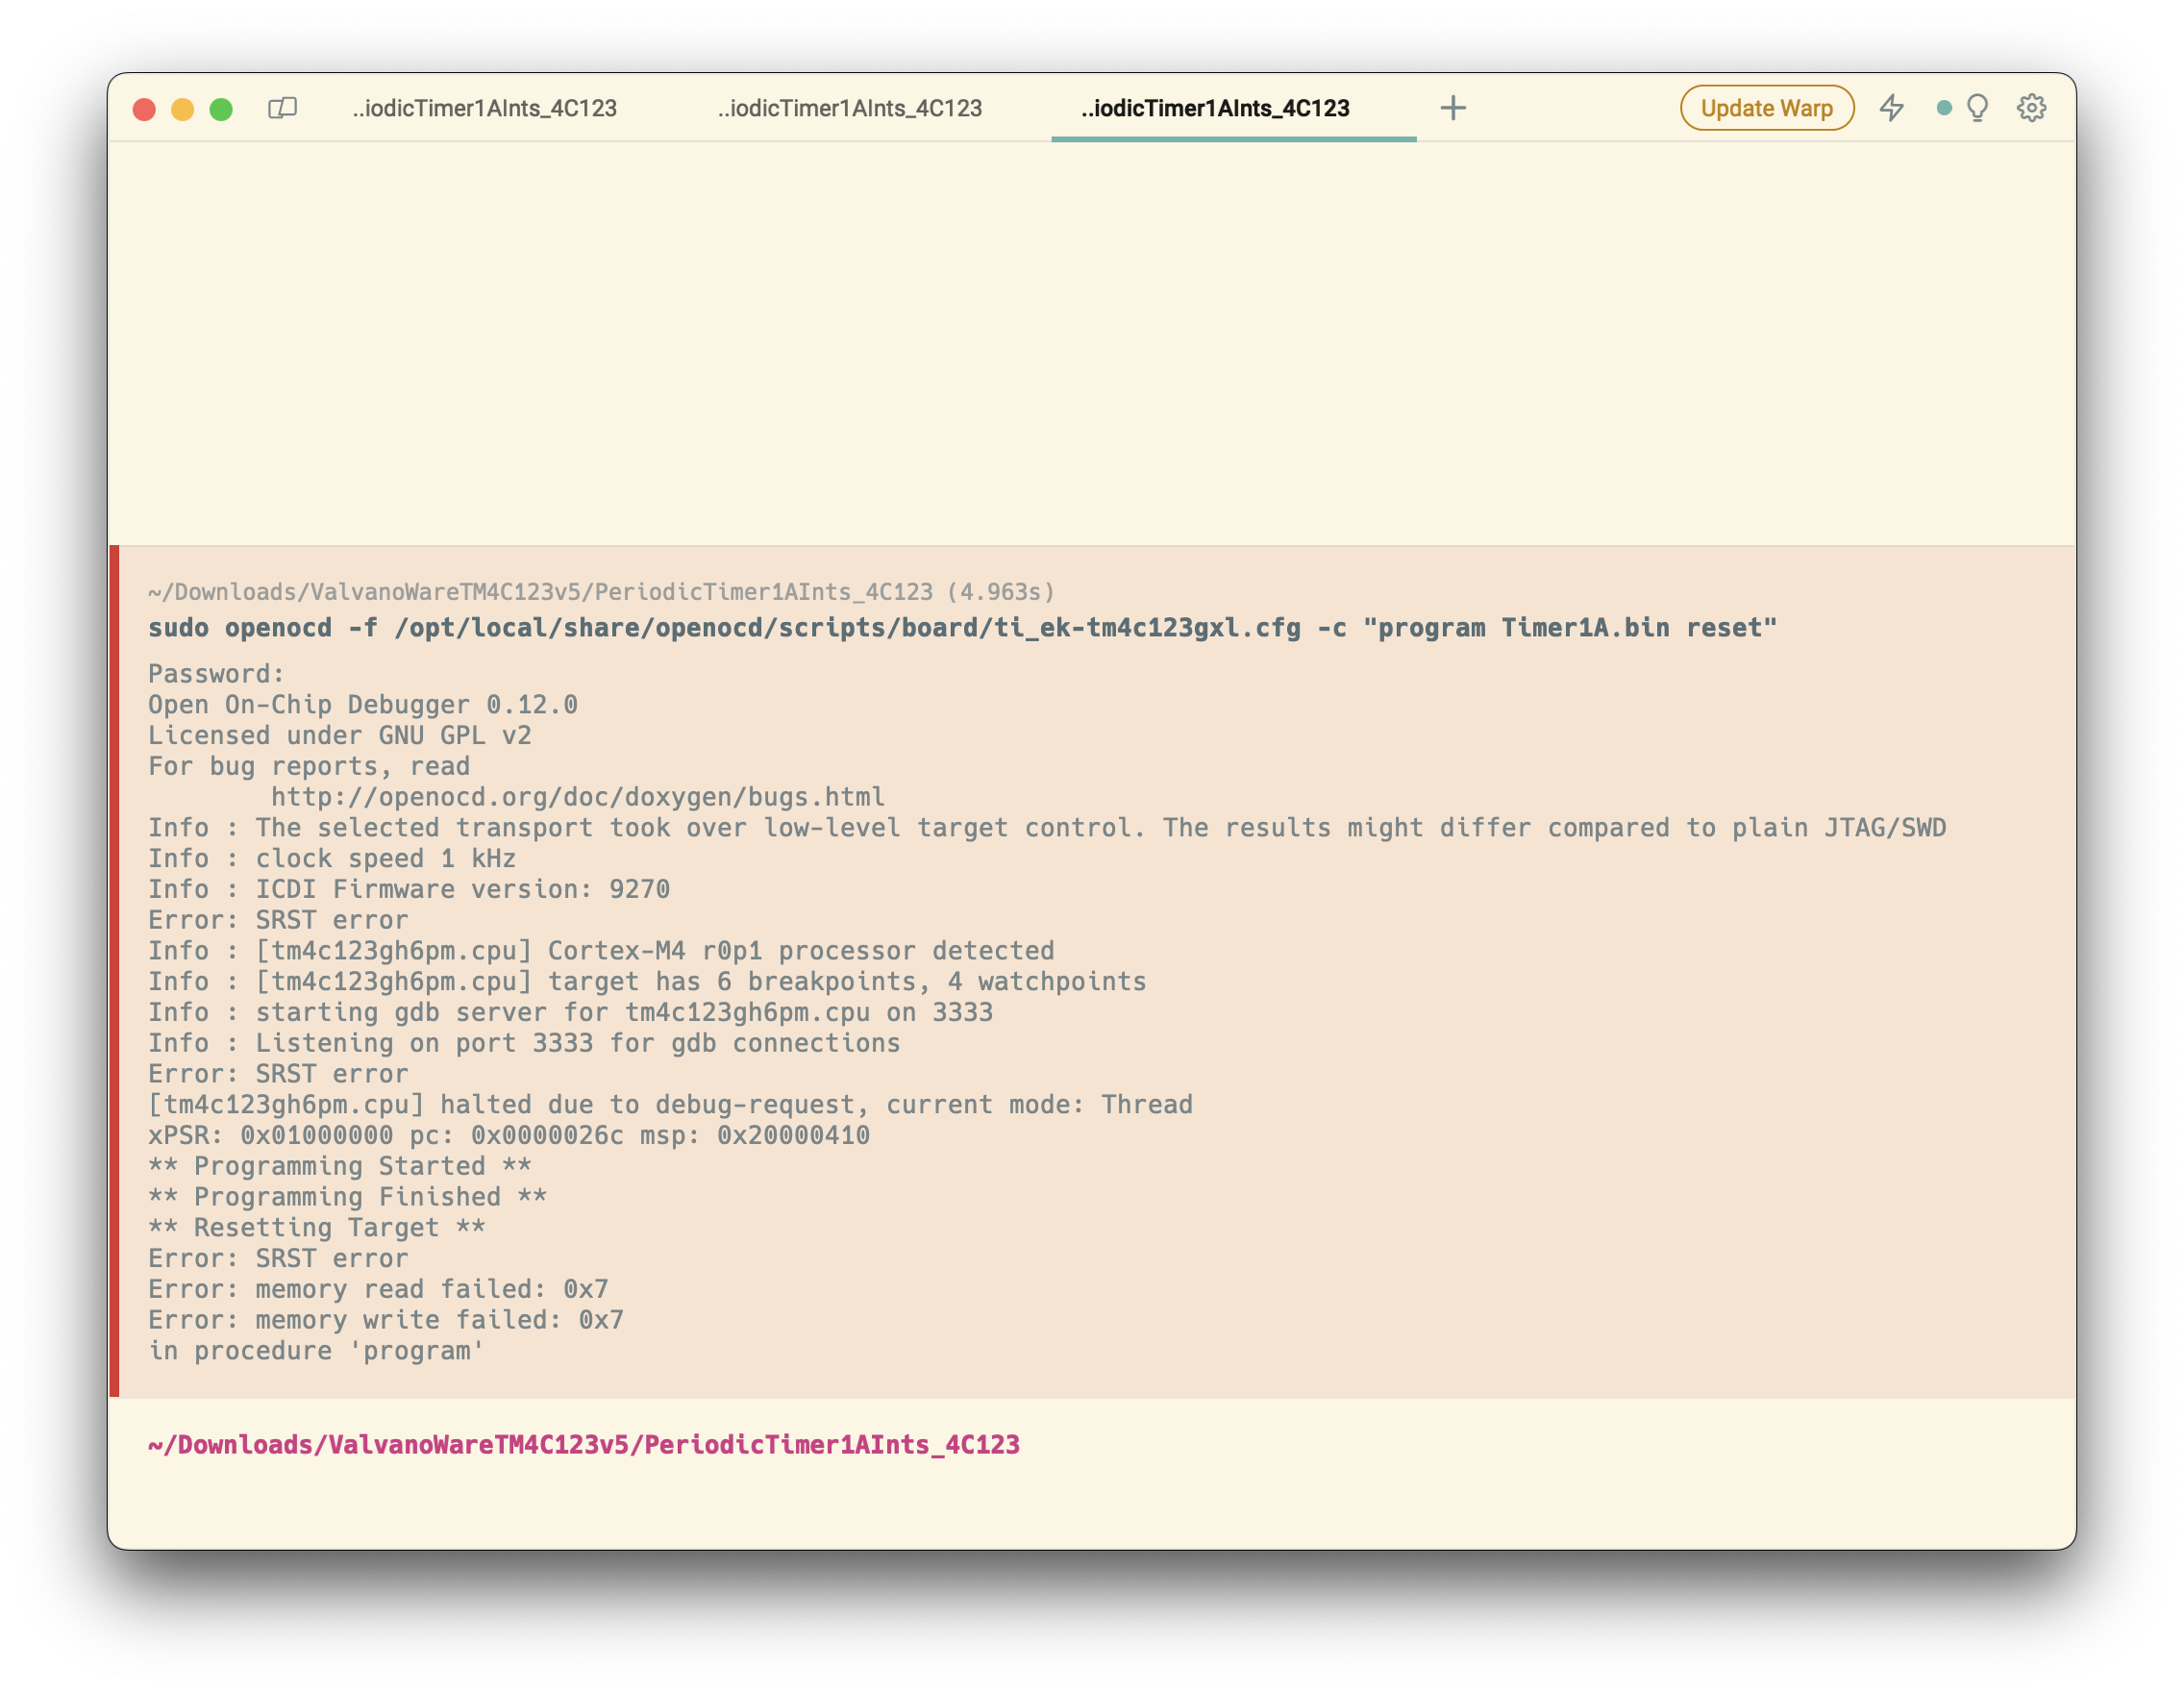 ..iodicTimer1AInts_4C123 ..iodicTimer1AInts_4C123 ..iodicTimer1AInts_4C123 + Update Warp
~/Downloads/ValvanoWareTM4C123v5/PeriodicTimer1AInts_4C123 (4.963s)
sudo openocd -f /opt/local/share/openocd/scripts/board/ti_ek-tm4c123gxl.cfg -c "program Timer1A.bin reset"
Password:
Open On-Chip Debugger 0.12.0
Licensed under GNU GPL v2
For bug reports, read
        http://openocd.org/doc/doxygen/bugs.html
Info : The selected transport took over low-level target control. The results might differ compared to plain JTAG/SWD
Info : clock speed 1 kHz
Info : ICDI Firmware version: 9270
Error: SRST error
Info : [tm4c123gh6pm.cpu] Cortex-M4 r0p1 processor detected
Info : [tm4c123gh6pm.cpu] target has 6 breakpoints, 4 watchpoints
Info : starting gdb server for tm4c123gh6pm.cpu on 3333
Info : Listening on port 3333 for gdb connections
Error: SRST error
[tm4c123gh6pm.cpu] halted due to debug-request, current mode: Thread
xPSR: 0x01000000 pc: 0x0000026c msp: 0x20000410
** Programming Started **
** Programming Finished **
** Resetting Target **
Error: SRST error
Error: memory read failed: 0x7
Error: memory write failed: 0x7
in procedure 'program'
~/Downloads/ValvanoWareTM4C123v5/PeriodicTimer1AInts_4C123